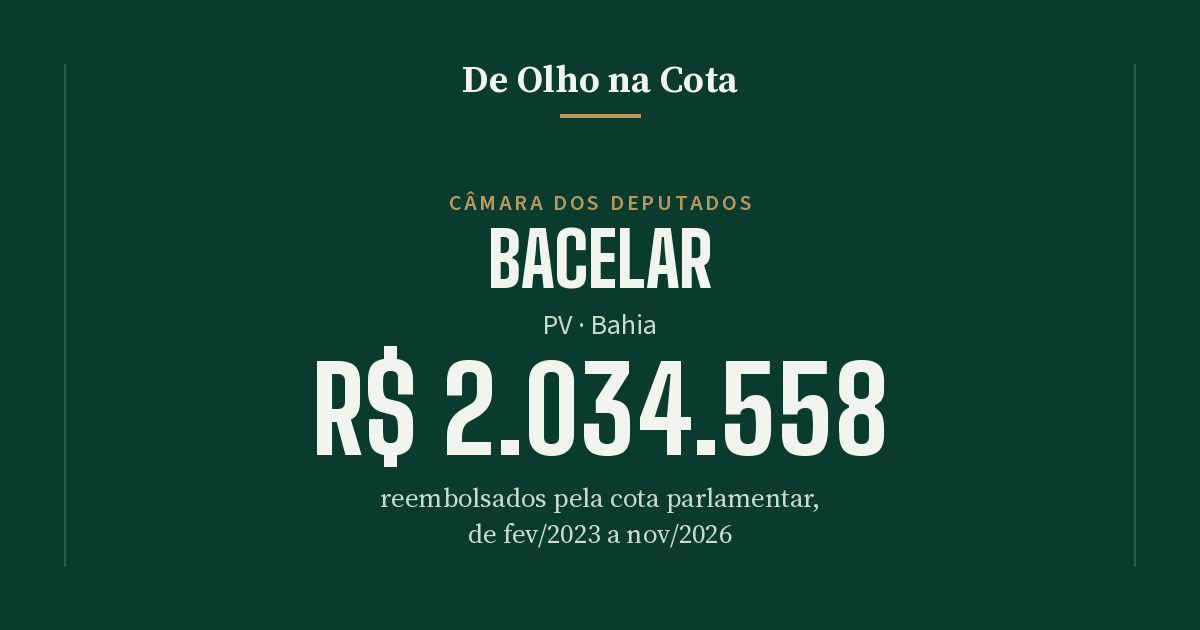 De Olho na Cota
CÂMARA DOS DEPUTADOS
BACELAR
PV · Bahia
R$ 2.034.558
reembolsados pela cota parlamentar,
de fev/2023 a nov/2026